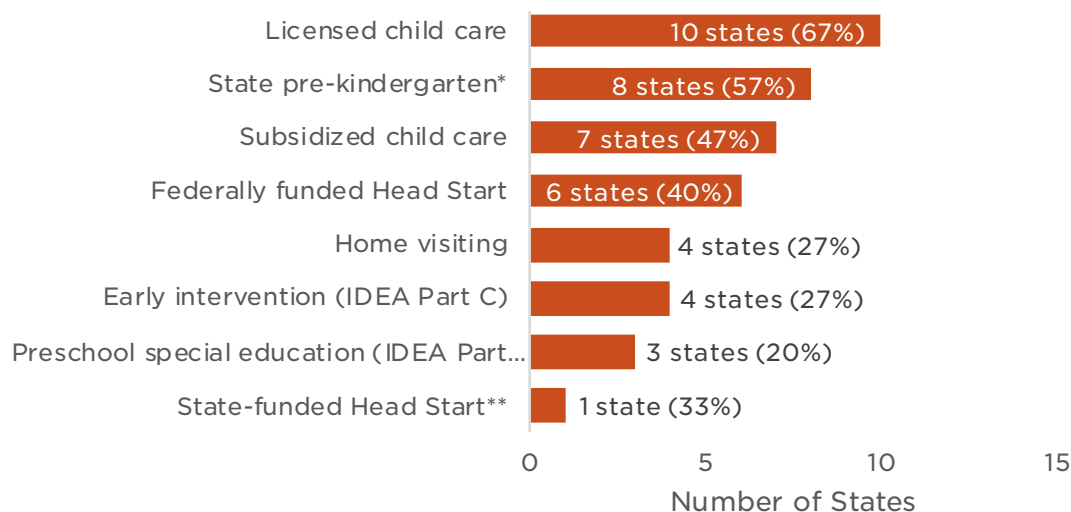 Licensed child care 10 states (67%)
State pre-kindergarten* 8 states (57%)
Subsidized child care 7 states (47%)
Federally funded Head Start 6 states (40%)
Home visiting 4 states (27%)
Early intervention (IDEA Part C) 4 states (27%)
Preschool special education (IDEA Part... 3 states (20%)
State-funded Head Start** 1 state (33%)
0 5 10 15
Number of States